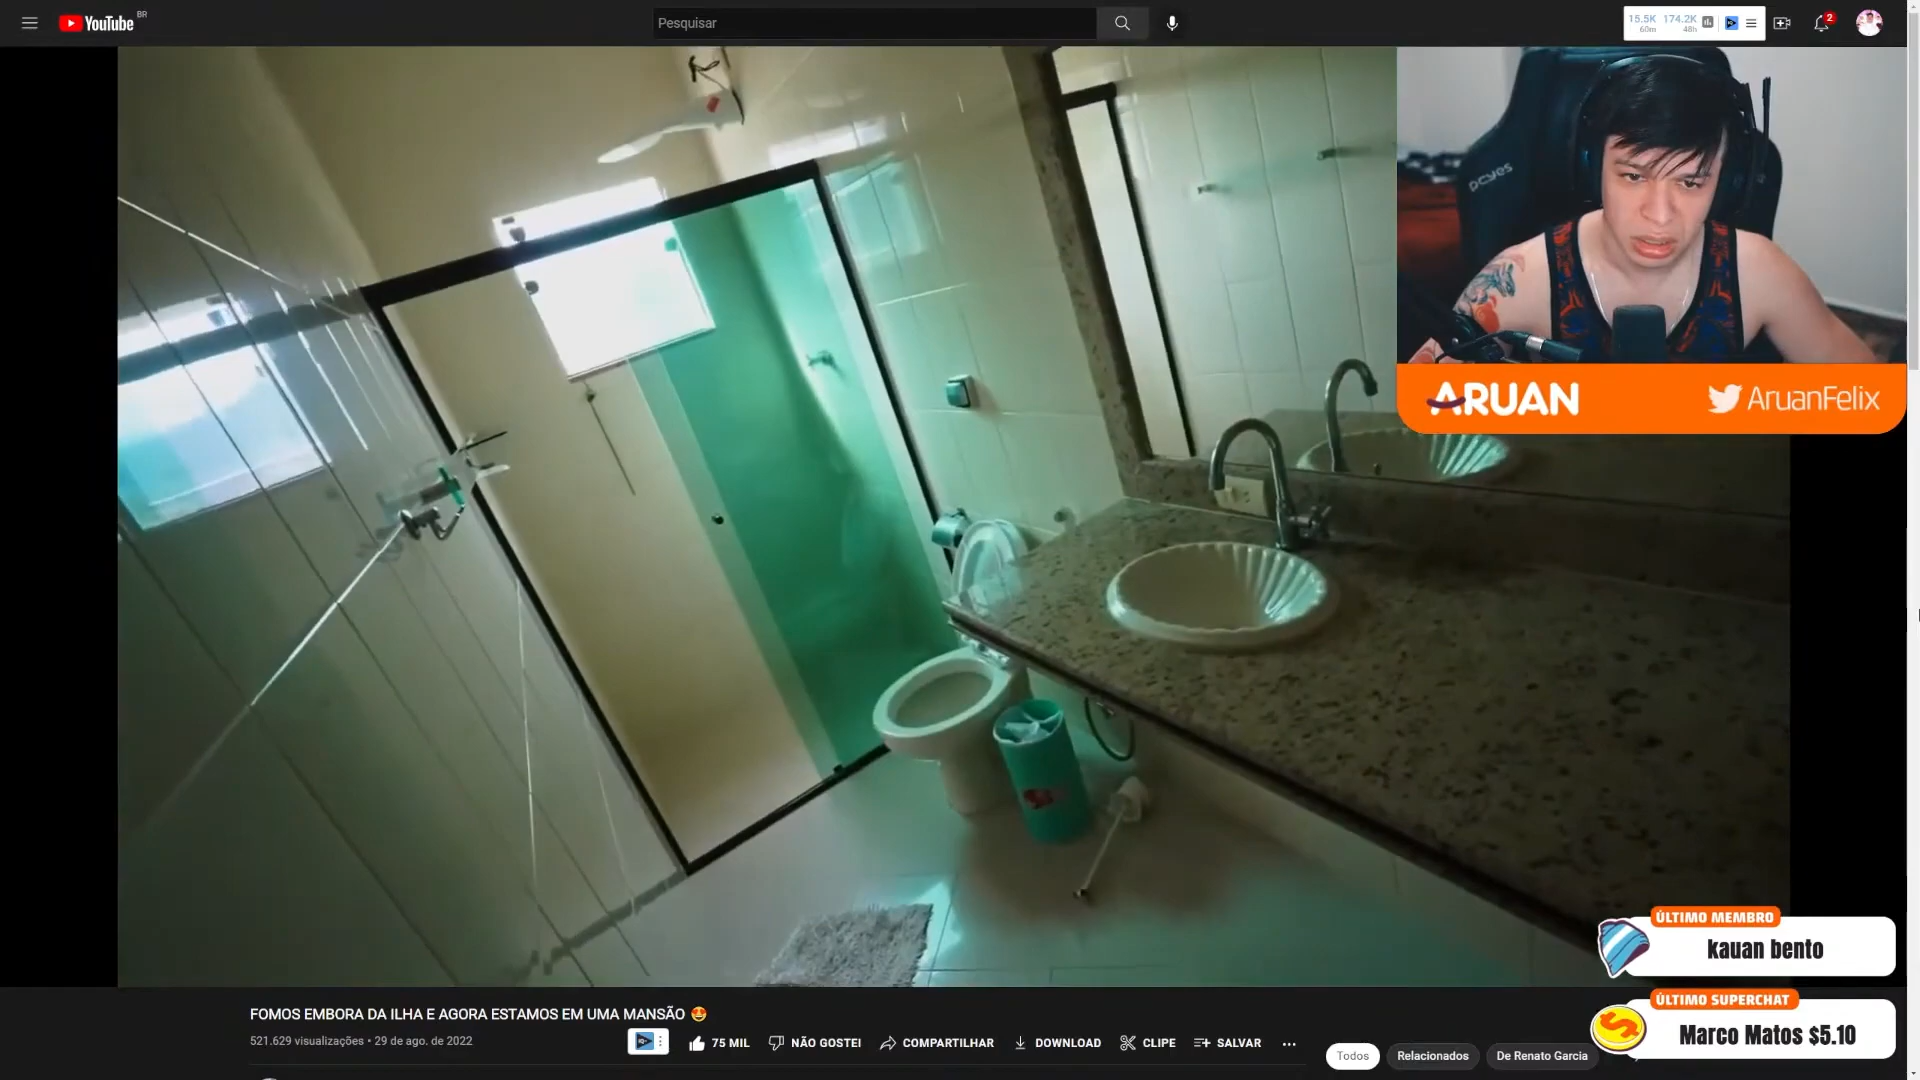 YouTube BR
Pesquisar
15.5K 174.2K
60m 48h
2
pcyes
ARUAN
AruanFelix
ÚLTIMO MEMBRO
kauan bento
ÚLTIMO SUPERCHAT
Marco Matos $5.10
FOMOS EMBORA DA ILHA E AGORA ESTAMOS EM UMA MANSÃO 🤩
521.629 visualizações • 29 de ago. de 2022
75 MIL
NÃO GOSTEI
COMPARTILHAR
DOWNLOAD
CLIPE
SALVAR
Todos
Relacionados
De Renato Garcia